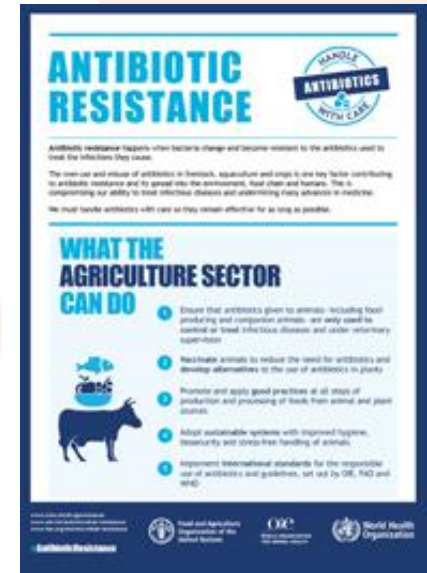 ANTIBIOTIC
RESISTANCE
HANDLE
ANTIBIOTICS
WITH CARE
Antibiotic resistance happens when bacteria change and become resistant to the antibiotics used to
treat the infections they cause.
The over-use and misuse of antibiotics in livestock, aquaculture and crops is one key factor contributing
to antibiotic resistance and its spread into the environment, food chain and humans. This is
compromising our ability to treat infectious diseases and undermining many advances in medicine.
We must handle antibiotics with care so they remain effective for as long as possible.
WHAT THE
AGRICULTURE SECTOR
CAN DO
1 Ensure that antibiotics given to animals- including food-
producing and companion animals- are only used to
control or treat infectious diseases and under veterinary
supervision
2 Vaccinate animals to reduce the need for antibiotics and
develop alternatives to the use of antibiotics in plants
3 Promote and apply good practices at all steps of
production and processing of foods from animal and plant
sources
4 Adopt sustainable systems with improved hygiene,
biosecurity and stress-free handling of animals
5 Implement international standards for the responsible
use of antibiotics and guidelines, set out by OIE, FAO and
WHO
#AntibioticResistance
Food and Agriculture
Organization of the
United Nations
OIE
WORLD ORGANISATION
FOR ANIMAL HEALTH
World Health
Organization